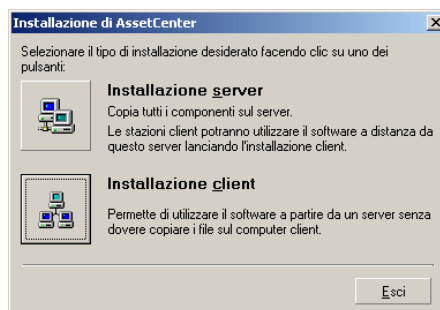 Installazione di AssetCenter
Selezionare il tipo di installazione desiderato facendo clic su uno dei
pulsanti:
Installazione server
Copia tutti i componenti sul server.
Le stazioni client potranno utilizzare il software a distanza da
questo server lanciando l'installazione client.
Installazione client
Permette di utilizzare il software a partire da un server senza
dovere copiare i file sul computer client.
Esci